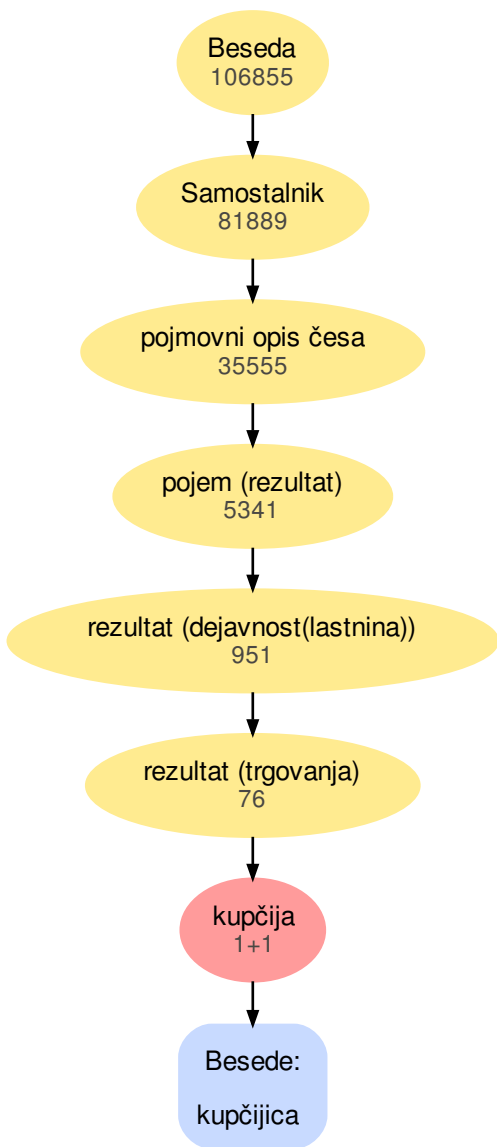 Beseda
106855
Samostalnik
81889
pojmovni opis česa
35555
pojem (rezultat)
5341
rezultat (dejavnost(lastnina))
951
rezultat (trgovanja)
76
kupčija
1+1
Besede:
kupčijica